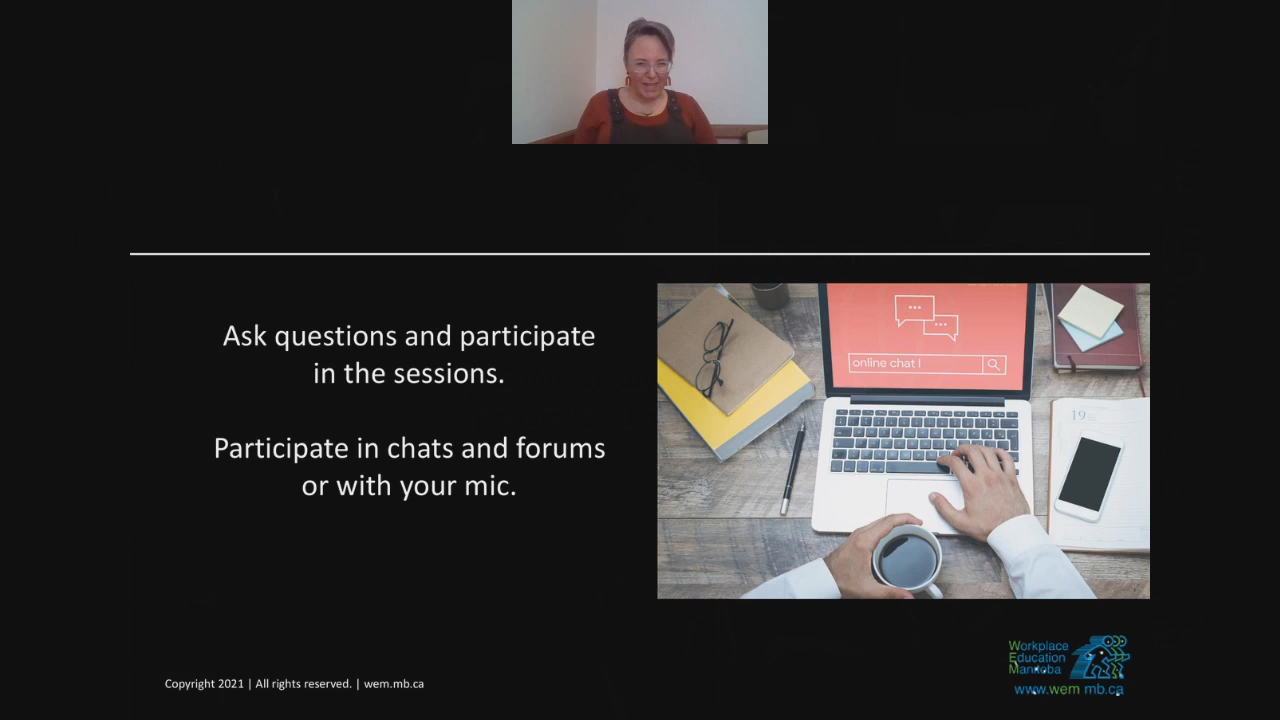 Ask questions and participate
in the sessions.
Participate in chats and forums
or with your mic.
online chat
19
Copyright 2021 | All rights reserved. | wem.mb.ca
Workplace
Education
Manitoba
www.wem mb.ca